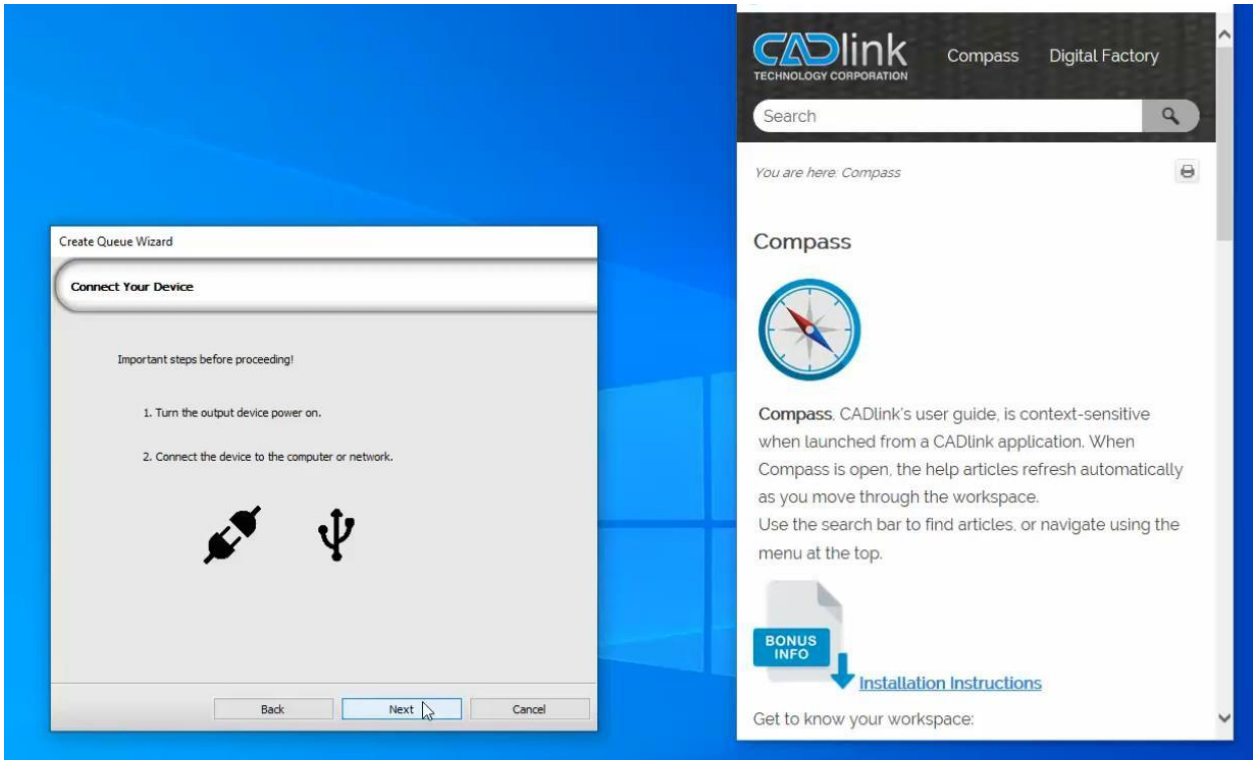 Create Queue Wizard
Connect Your Device
Important steps before proceeding!
1. Turn the output device power on.
2. Connect the device to the computer or network.
Back Next Cancel
CADlink
TECHNOLOGY CORPORATION
Compass Digital Factory
Search
You are here: Compass
Compass
Compass, CADlink's user guide, is context-sensitive
when launched from a CADlink application. When
Compass is open, the help articles refresh automatically
as you move through the workspace.
Use the search bar to find articles, or navigate using the
menu at the top.
BONUS
INFO
Installation Instructions
Get to know your workspace: